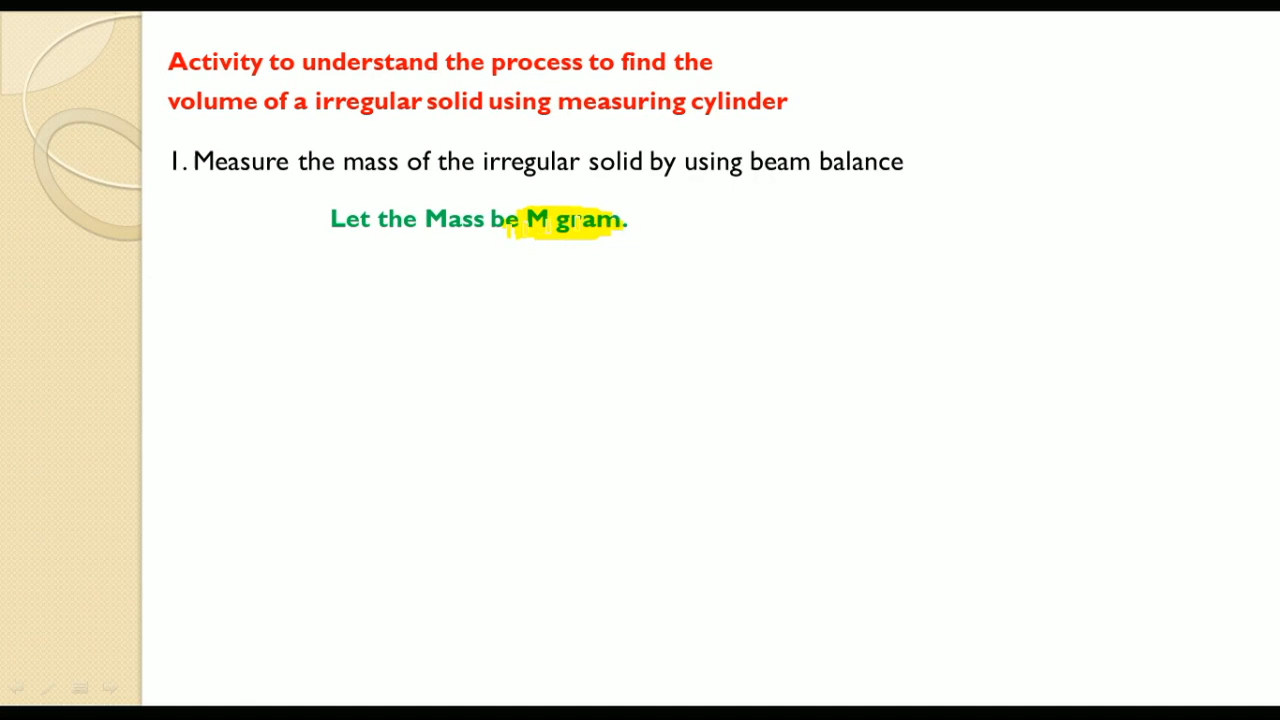 Activity to understand the process to find the
volume of a irregular solid using measuring cylinder
1. Measure the mass of the irregular solid by using beam balance
Let the Mass be M gram.